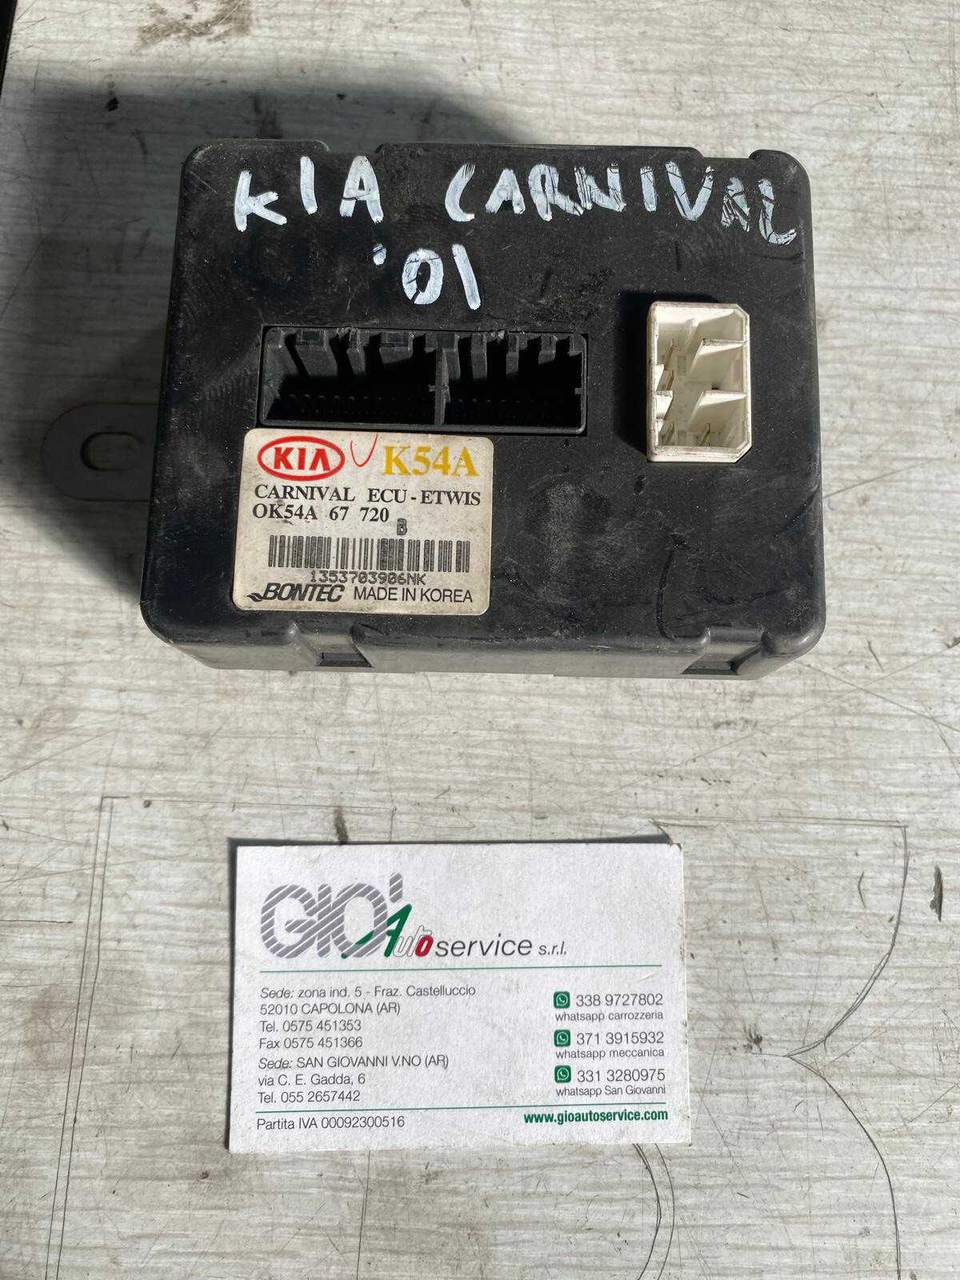 KIA CARNIVAL
'01
KIA K54A
CARNIVAL ECU-ETWIS
OK54A 67 720
B
1353703906NK
BONTEC MADE IN KOREA
GIO' Auto service s.r.l.
Sede: zona ind. 5 - Fraz. Castelluccio
52010 CAPOLONA (AR)
Tel. 0575 451353
Fax 0575 451366
Sede: SAN GIOVANNI V.NO (AR)
via C. E. Gadda, 6
Tel. 055 2657442
Partita IVA 00092300516
338 9727802
whatsapp carrozzeria
371 3915932
whatsapp meccanica
331 3280975
whatsapp San Giovanni
www.gioautoservice.com